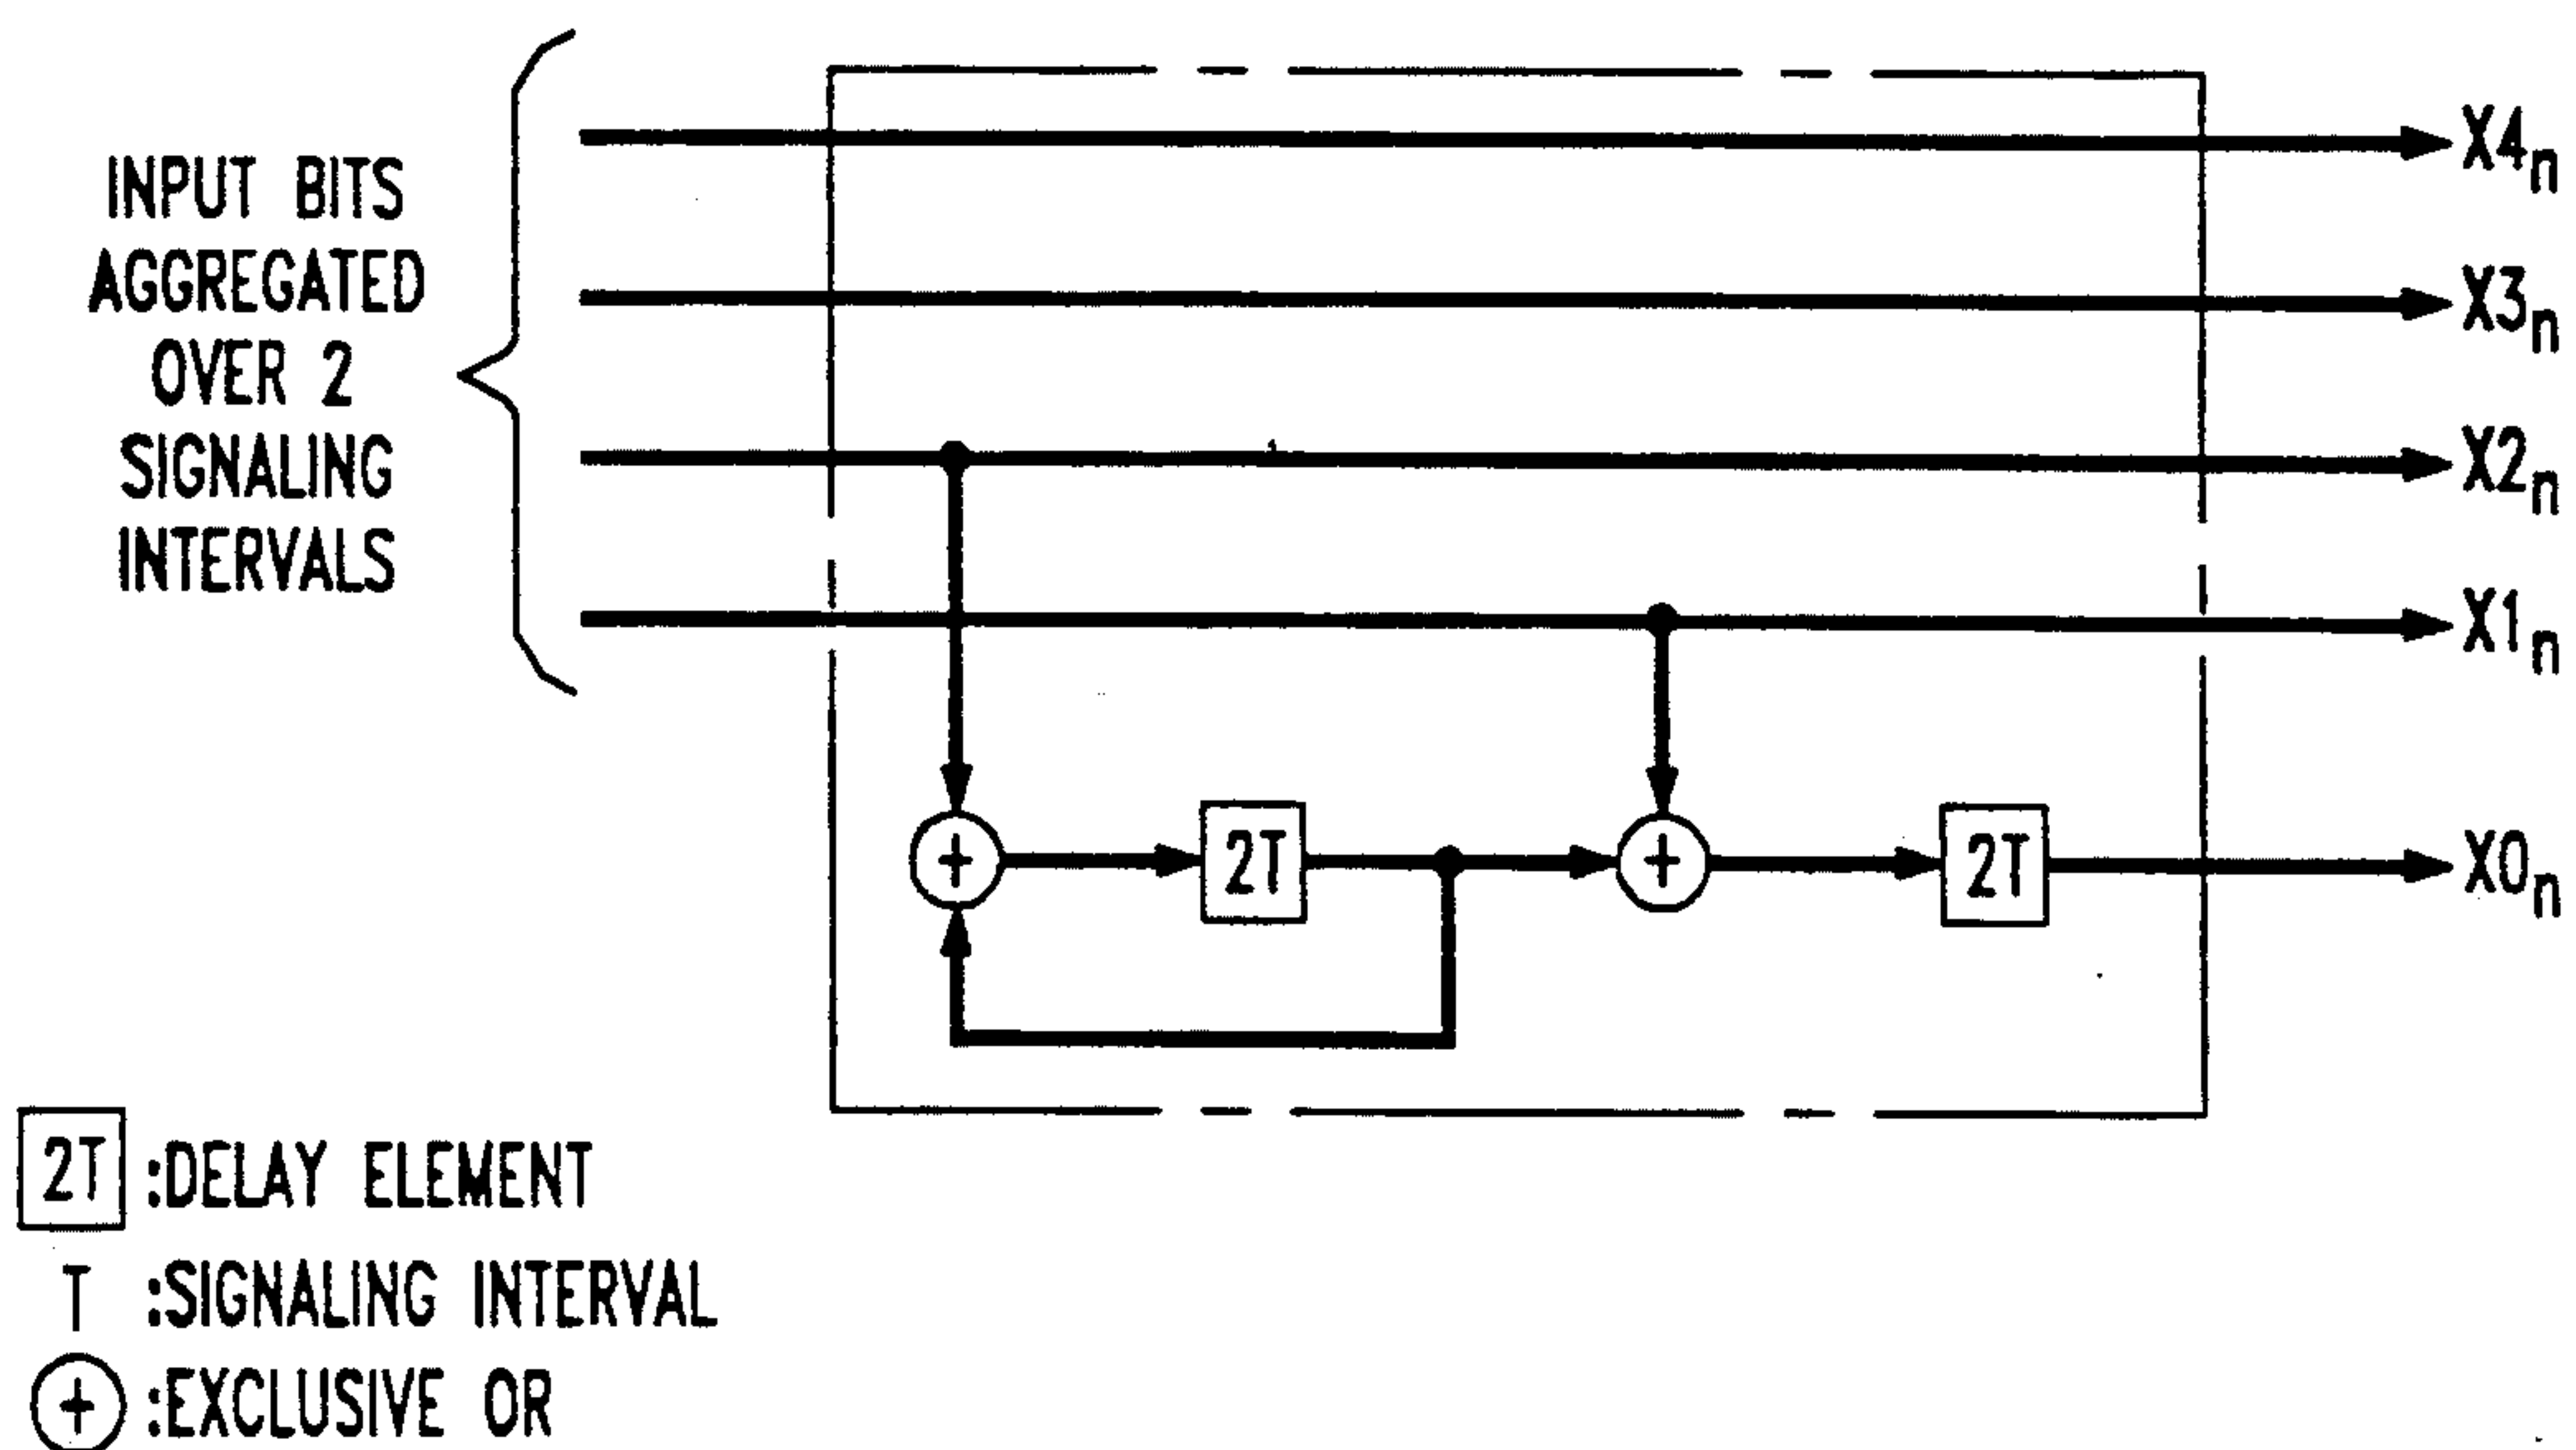 INPUT BITS
AGGREGATED
OVER 2
SIGNALING
INTERVALS
X4n
X3n
X2n
X1n
+
2T
+
2T
X0n
2T :DELAY ELEMENT
T :SIGNALING INTERVAL
+ :EXCLUSIVE OR